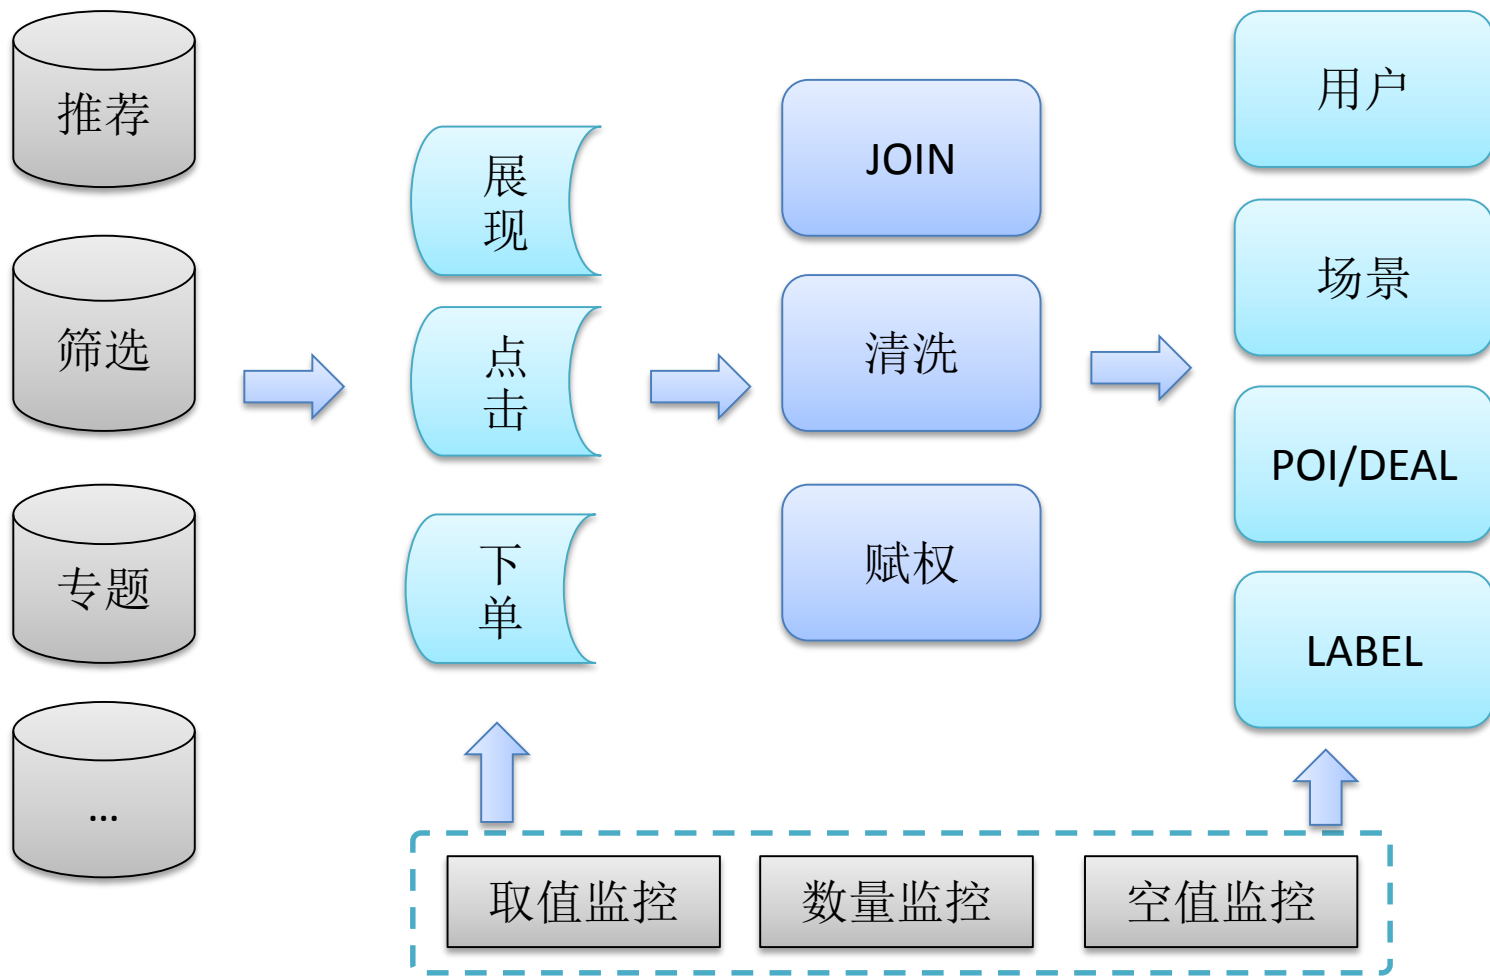 推荐
筛选
专题
...
展
现
点
击
下
单
JOIN
清洗
赋权
用户
场景
POI/DEAL
LABEL
取值监控
数量监控
空值监控